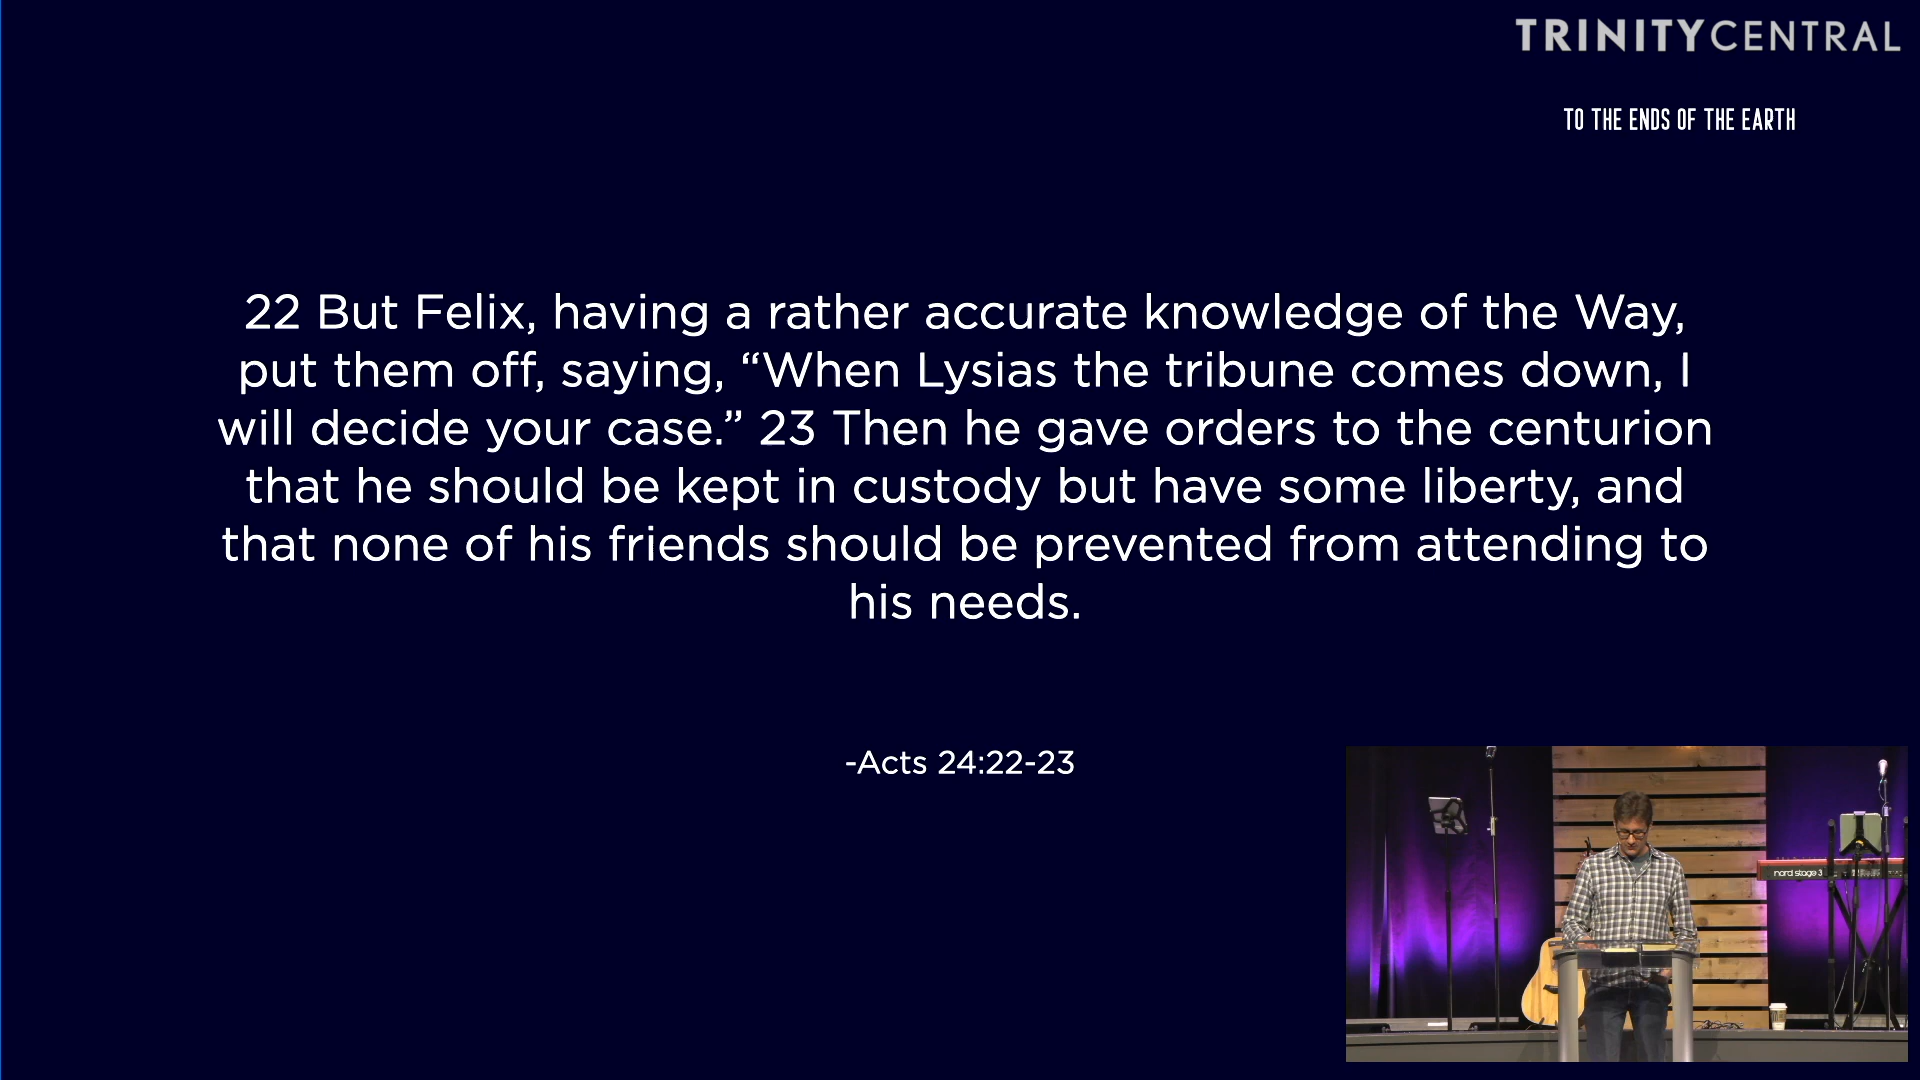 TRINITYCENTRAL
TO THE ENDS OF THE EARTH
22 But Felix, having a rather accurate knowledge of the Way,
put them off, saying, “When Lysias the tribune comes down, I
will decide your case.” 23 Then he gave orders to the centurion
that he should be kept in custody but have some liberty, and
that none of his friends should be prevented from attending to
his needs.
-Acts 24:22-23
nord stage 3